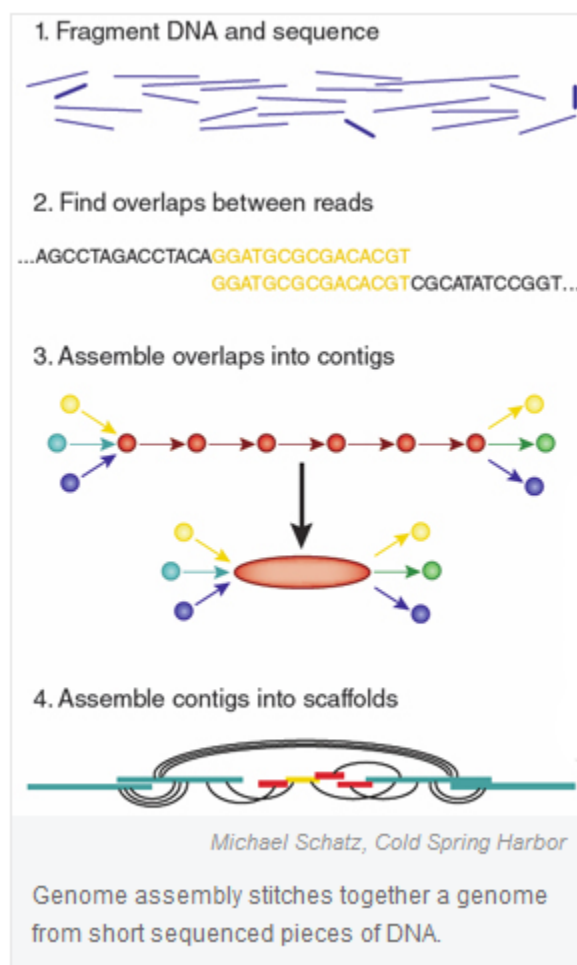 1. Fragment DNA and sequence
2. Find overlaps between reads
...AGCCTAGACCTACAGGATGCGCGACACGT
GGATGCGCGACACGTCGCATATCCGGT...
3. Assemble overlaps into contigs
4. Assemble contigs into scaffolds
Michael Schatz, Cold Spring Harbor
Genome assembly stitches together a genome
from short sequenced pieces of DNA.